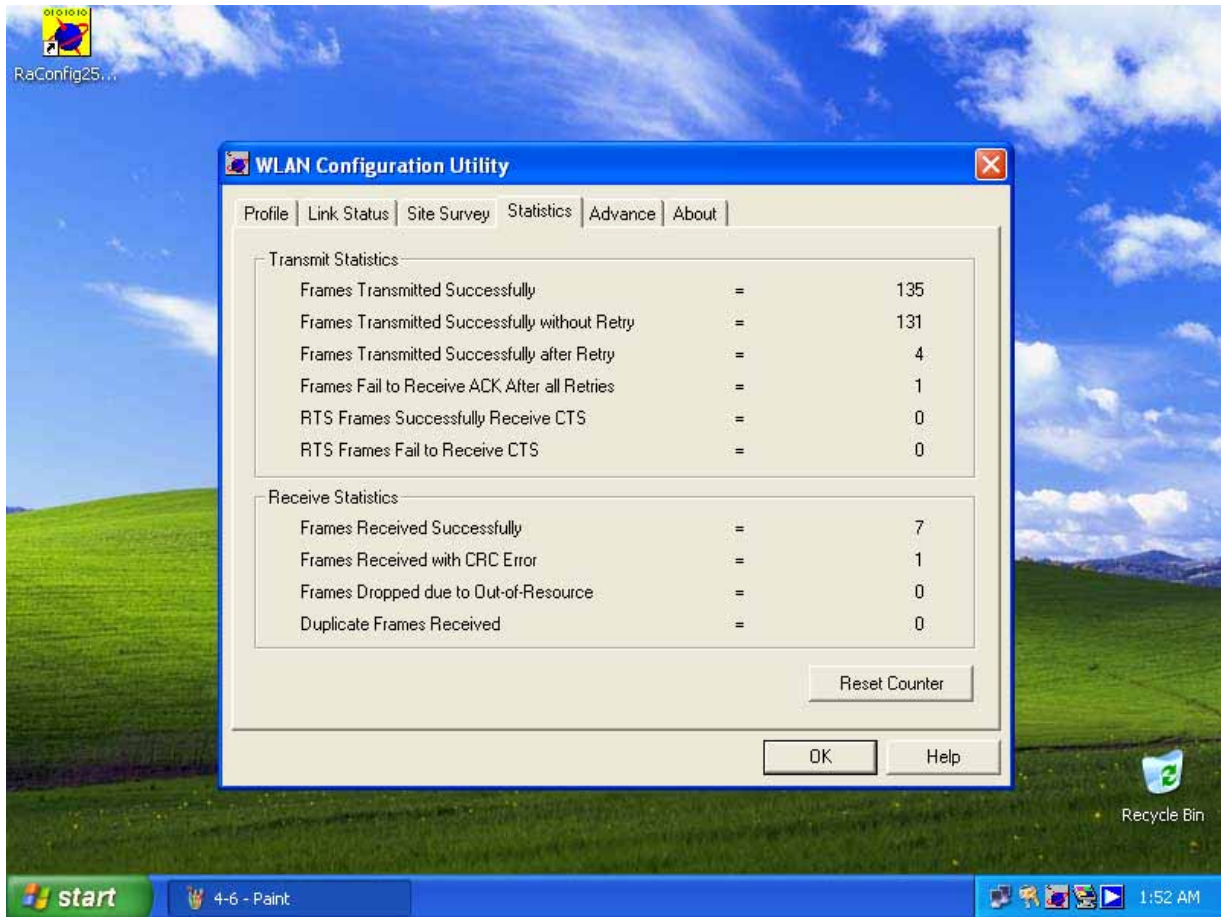 010101
RaConfig25...
WLAN Configuration Utility
Profile Link Status Site Survey Statistics Advance About
Transmit Statistics
Frames Transmitted Successfully = 135
Frames Transmitted Successfully without Retry = 131
Frames Transmitted Successfully after Retry = 4
Frames Fail to Receive ACK After all Retries = 1
RTS Frames Successfully Receive CTS = 0
RTS Frames Fail to Receive CTS = 0
Receive Statistics
Frames Received Successfully = 7
Frames Received with CRC Error = 1
Frames Dropped due to Out-of-Resource = 0
Duplicate Frames Received = 0
Reset Counter
OK Help
Recycle Bin
start 4-6 - Paint 1:52 AM